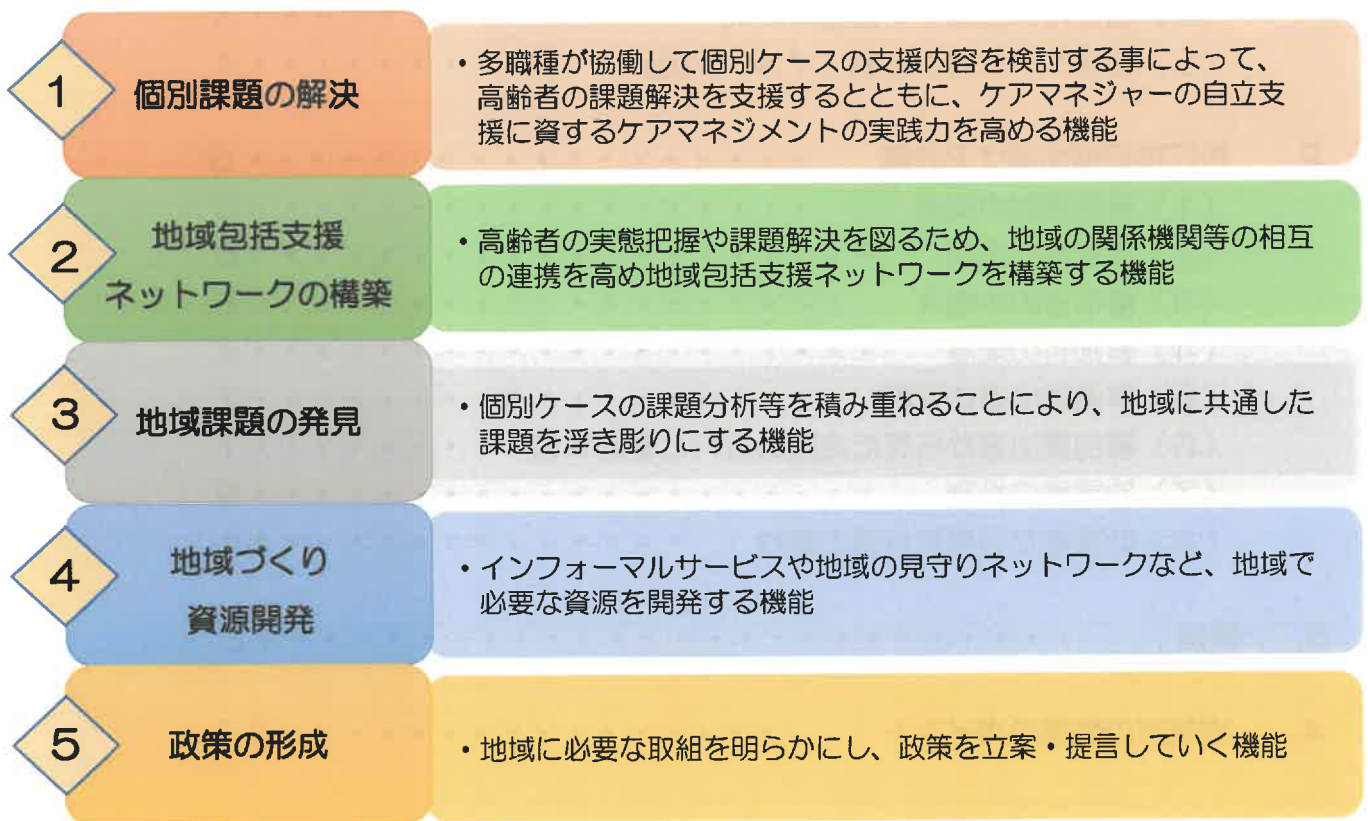 1
個別課題の解決
・多職種が協働して個別ケースの支援内容を検討する事によって、
高齢者の課題解決を支援するとともに、ケアマネジャーの自立支
援に資するケアマネジメントの実践力を高める機能
2
地域包括支援
ネットワークの構築
・高齢者の実態把握や課題解決を図るため、地域の関係機関等の相互
の連携を高め地域包括支援ネットワークを構築する機能
3
地域課題の発見
・個別ケースの課題分析等を積み重ねることにより、地域に共通した
課題を浮き彫りにする機能
4
地域づくり
資源開発
・インフォーマルサービスや地域の見守りネットワークなど、地域で
必要な資源を開発する機能
5
政策の形成
・地域に必要な取組を明らかにし、政策を立案・提言していく機能